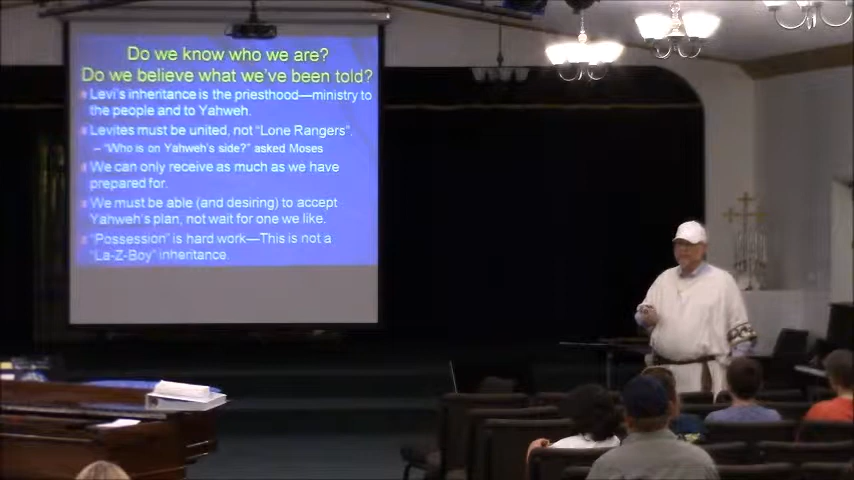 Do we know who we are?
Do we believe what we've been told?
Levi's inheritance is the priesthood—ministry to
the people and to Yahweh.
Levites must be united, not "Lone Rangers".
– "Who is on Yahweh's side?" asked Moses
We can only receive as much as we have
prepared for.
We must be able (and desiring) to accept
Yahweh's plan, not wait for one we like.
"Possession" is hard work—This is not a
"La-Z-Boy" inheritance.